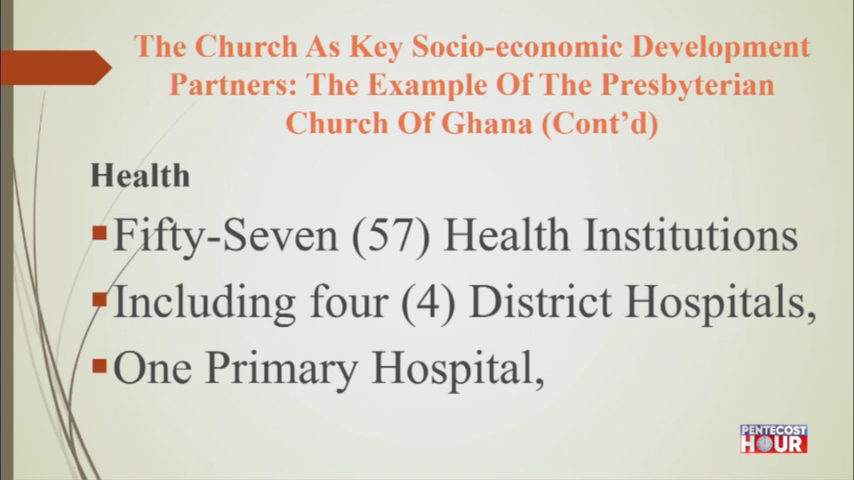 The Church As Key Socio-economic Development
Partners: The Example Of The Presbyterian
Church Of Ghana (Cont'd)
Health
▪Fifty-Seven (57) Health Institutions
▪Including four (4) District Hospitals,
▪One Primary Hospital,
PENTECOST
HOUR